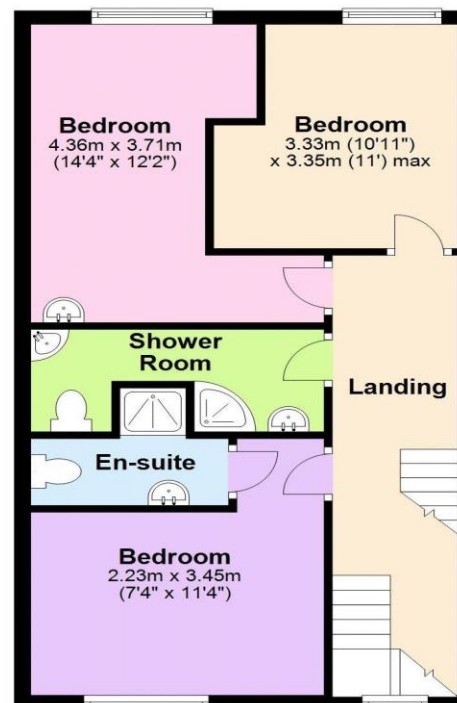 Bedroom
4.36m x 3.71m
(14'4" x 12'2")
Bedroom
3.33m (10'11")
x 3.35m (11') max
Shower
Room
Landing
En-suite
Bedroom
2.23m x 3.45m
(7'4" x 11'4")